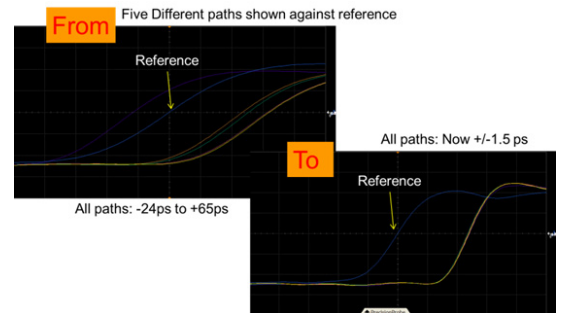 Five Different paths shown against reference
From
Reference
All paths: Now +/-1.5 ps
To
Reference
All paths: -24ps to +65ps
PrecisionProbe